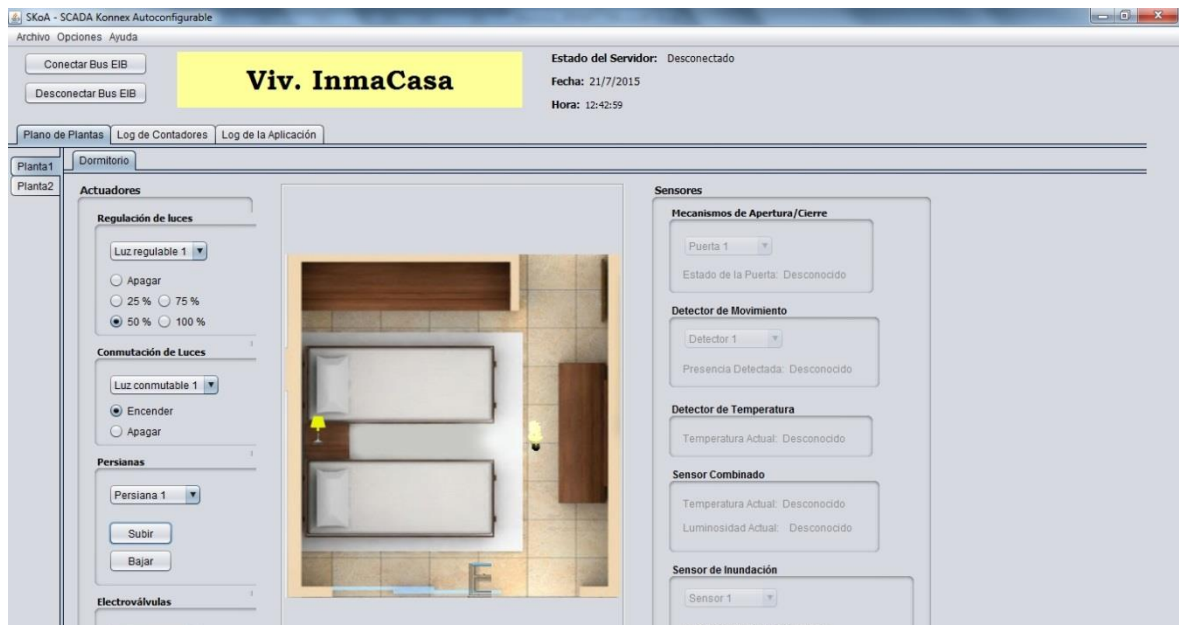 SKoA - SCADA Konnex Autoconfigurable
Archivo Opciones Ayuda
Conectar Bus EIB
Desconectar Bus EIB
Viv. InmaCasa
Estado del Servidor: Desconectado
Fecha: 21/7/2015
Hora: 12:42:59
Plano de Plantas Log de Contadores Log de la Aplicación
Planta1
Planta2
Dormitorio
Actuadores
Regulación de luces
Luz regulable 1
Apagar
25 % 75 %
50 % 100 %
Conmutación de Luces
Luz conmutable 1
Encender
Apagar
Persianas
Persiana 1
Subir
Bajar
Electroválvulas
Sensores
Mecanismos de Apertura/Cierre
Puerta 1
Estado de la Puerta: Desconocido
Detector de Movimiento
Detector 1
Presencia Detectada: Desconocido
Detector de Temperatura
Temperatura Actual: Desconocido
Sensor Combinado
Temperatura Actual: Desconocido
Luminosidad Actual: Desconocido
Sensor de Inundación
Sensor 1